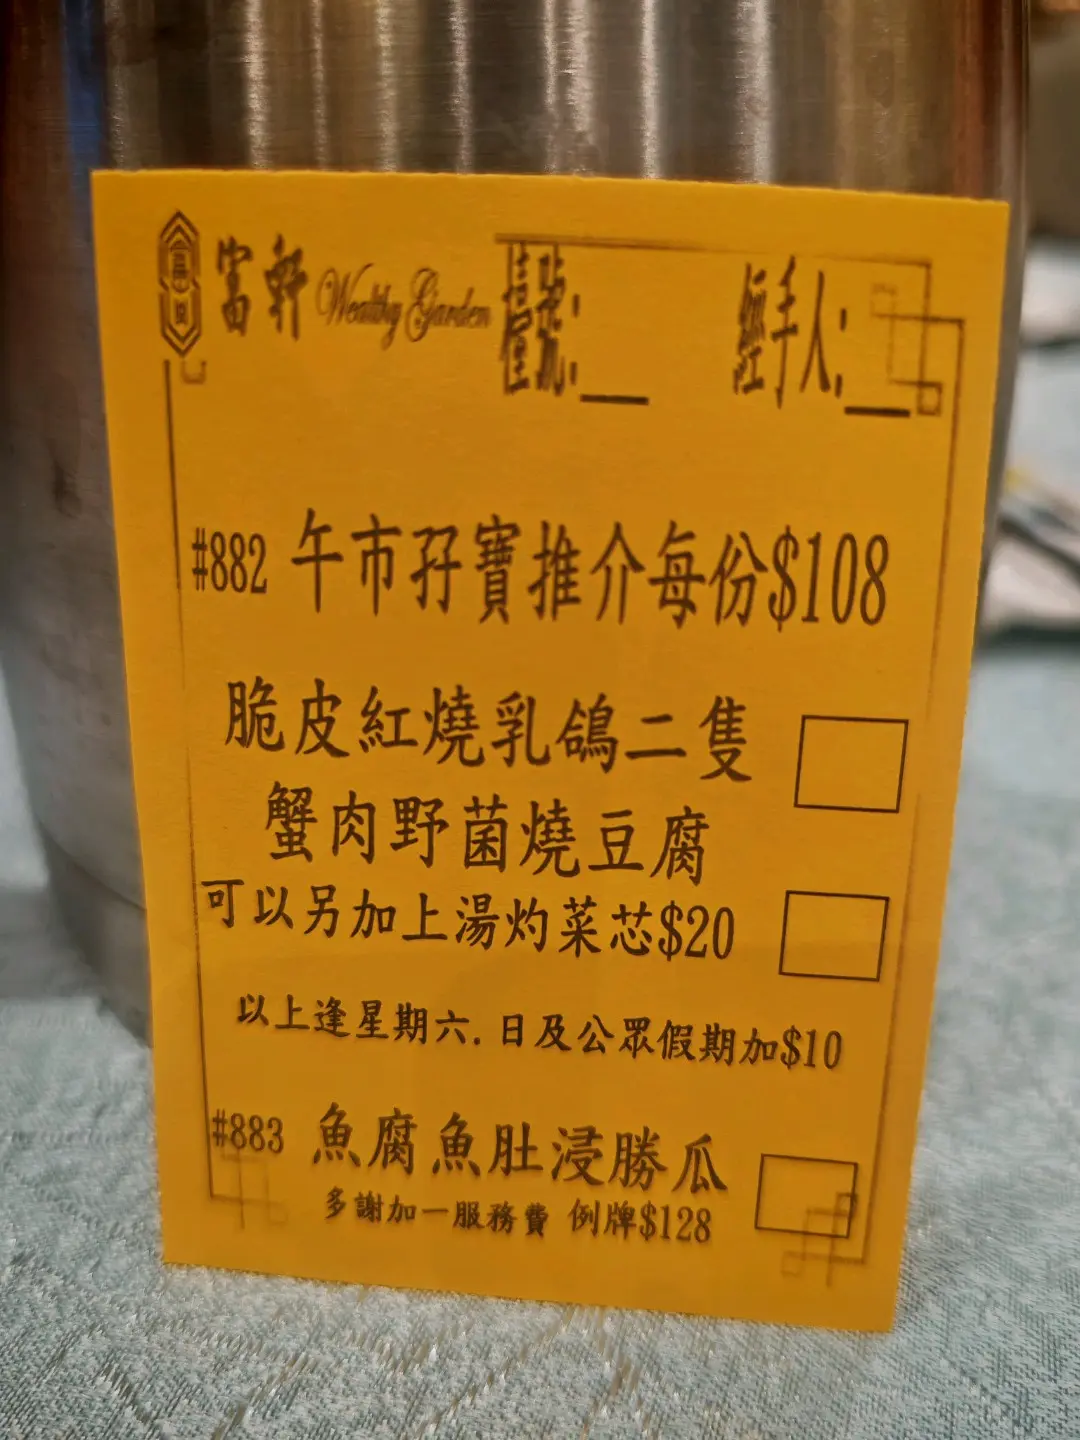 富軒 Wealthy Garden 檯號:__ 經手人:__
#882 午市孖寶推介每份$108
脆皮紅燒乳鴿二隻
蟹肉野菌燒豆腐
可以另加上湯灼菜芯$20
以上逢星期六.日及公眾假期加$10
#883 魚腐魚肚浸勝瓜
多謝加一服務費 例牌$128